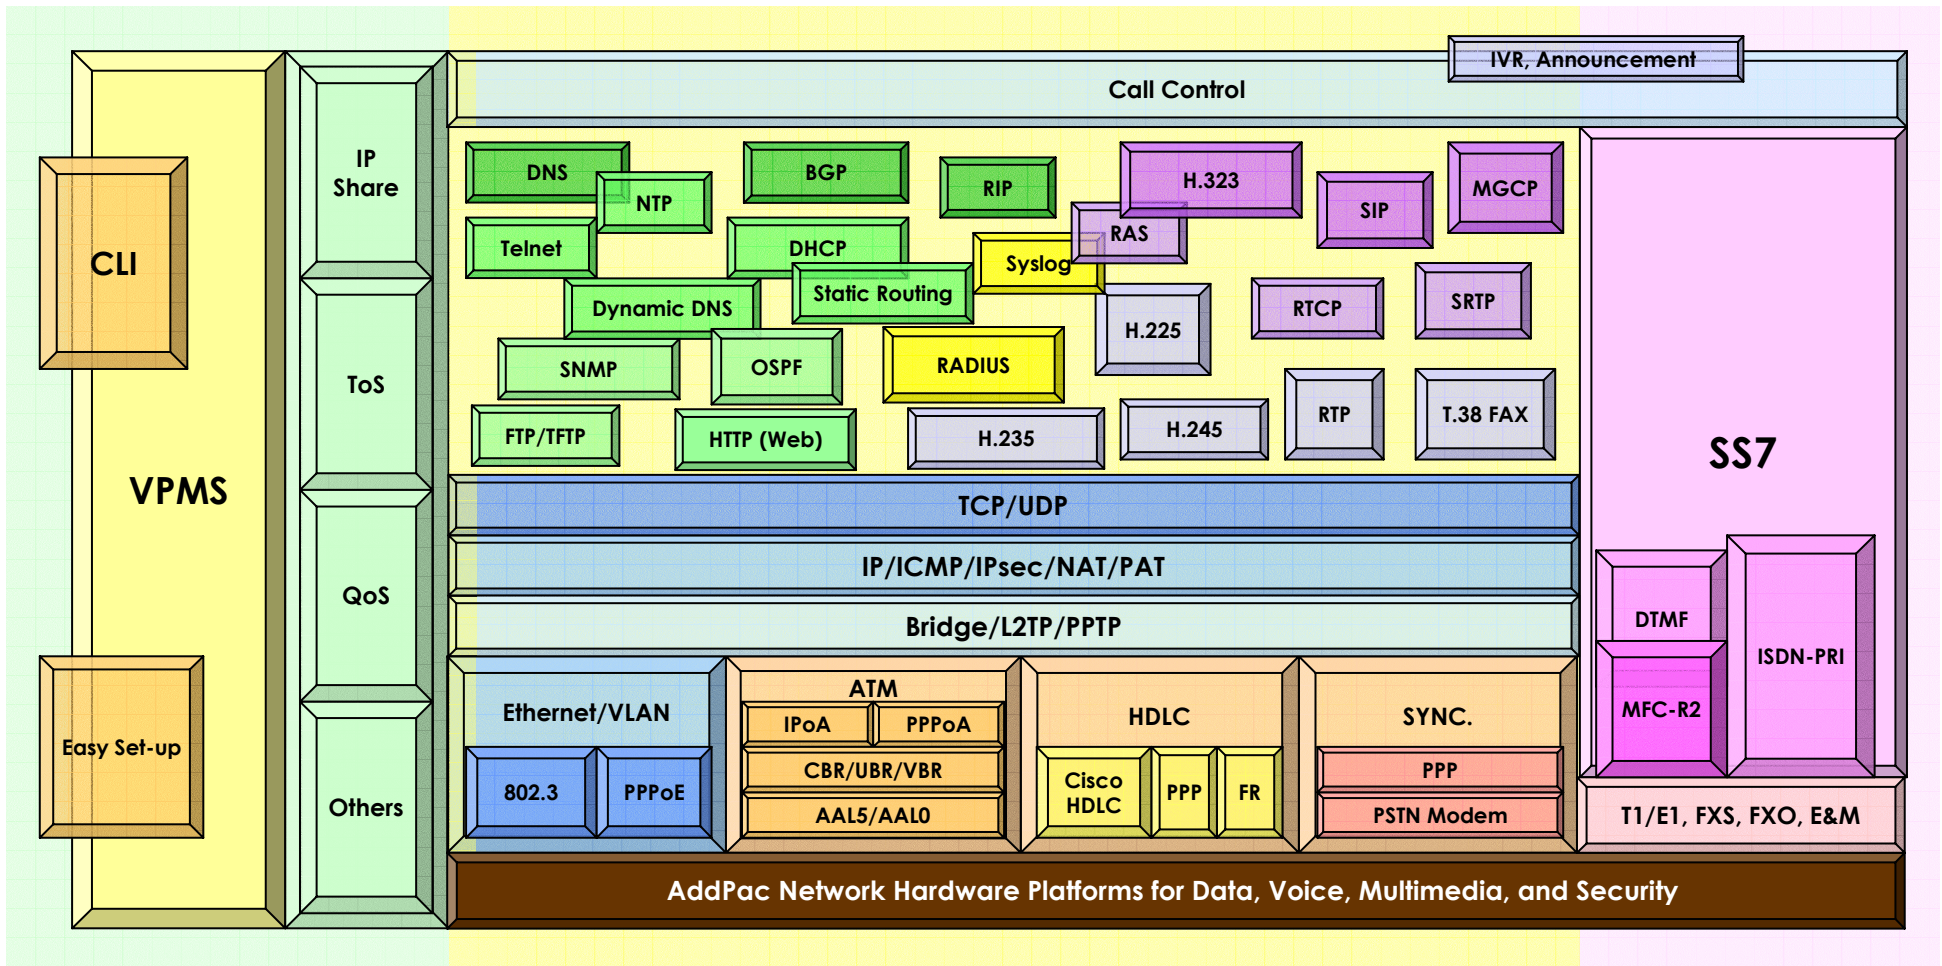 IVR, Announcement
Call Control
CLI
VPMS
Easy Set-up
IP
Share
ToS
QoS
Others
DNS
NTP
BGP
RIP
H.323
SIP
MGCP
Telnet
DHCP
Syslog
RAS
Dynamic DNS
Static Routing
H.225
RTCP
SRTP
SNMP
OSPF
RADIUS
FTP/TFTP
HTTP (Web)
H.235
H.245
RTP
T.38 FAX
TCP/UDP
IP/ICMP/IPsec/NAT/PAT
Bridge/L2TP/PPTP
Ethernet/VLAN
802.3
PPPoE
ATM
IPoA
PPPoA
CBR/UBR/VBR
AAL5/AAL0
HDLC
Cisco
HDLC
PPP
FR
SYNC.
PPP
PSTN Modem
SS7
DTMF
MFC-R2
ISDN-PRI
T1/E1, FXS, FXO, E&M
AddPac Network Hardware Platforms for Data, Voice, Multimedia, and Security